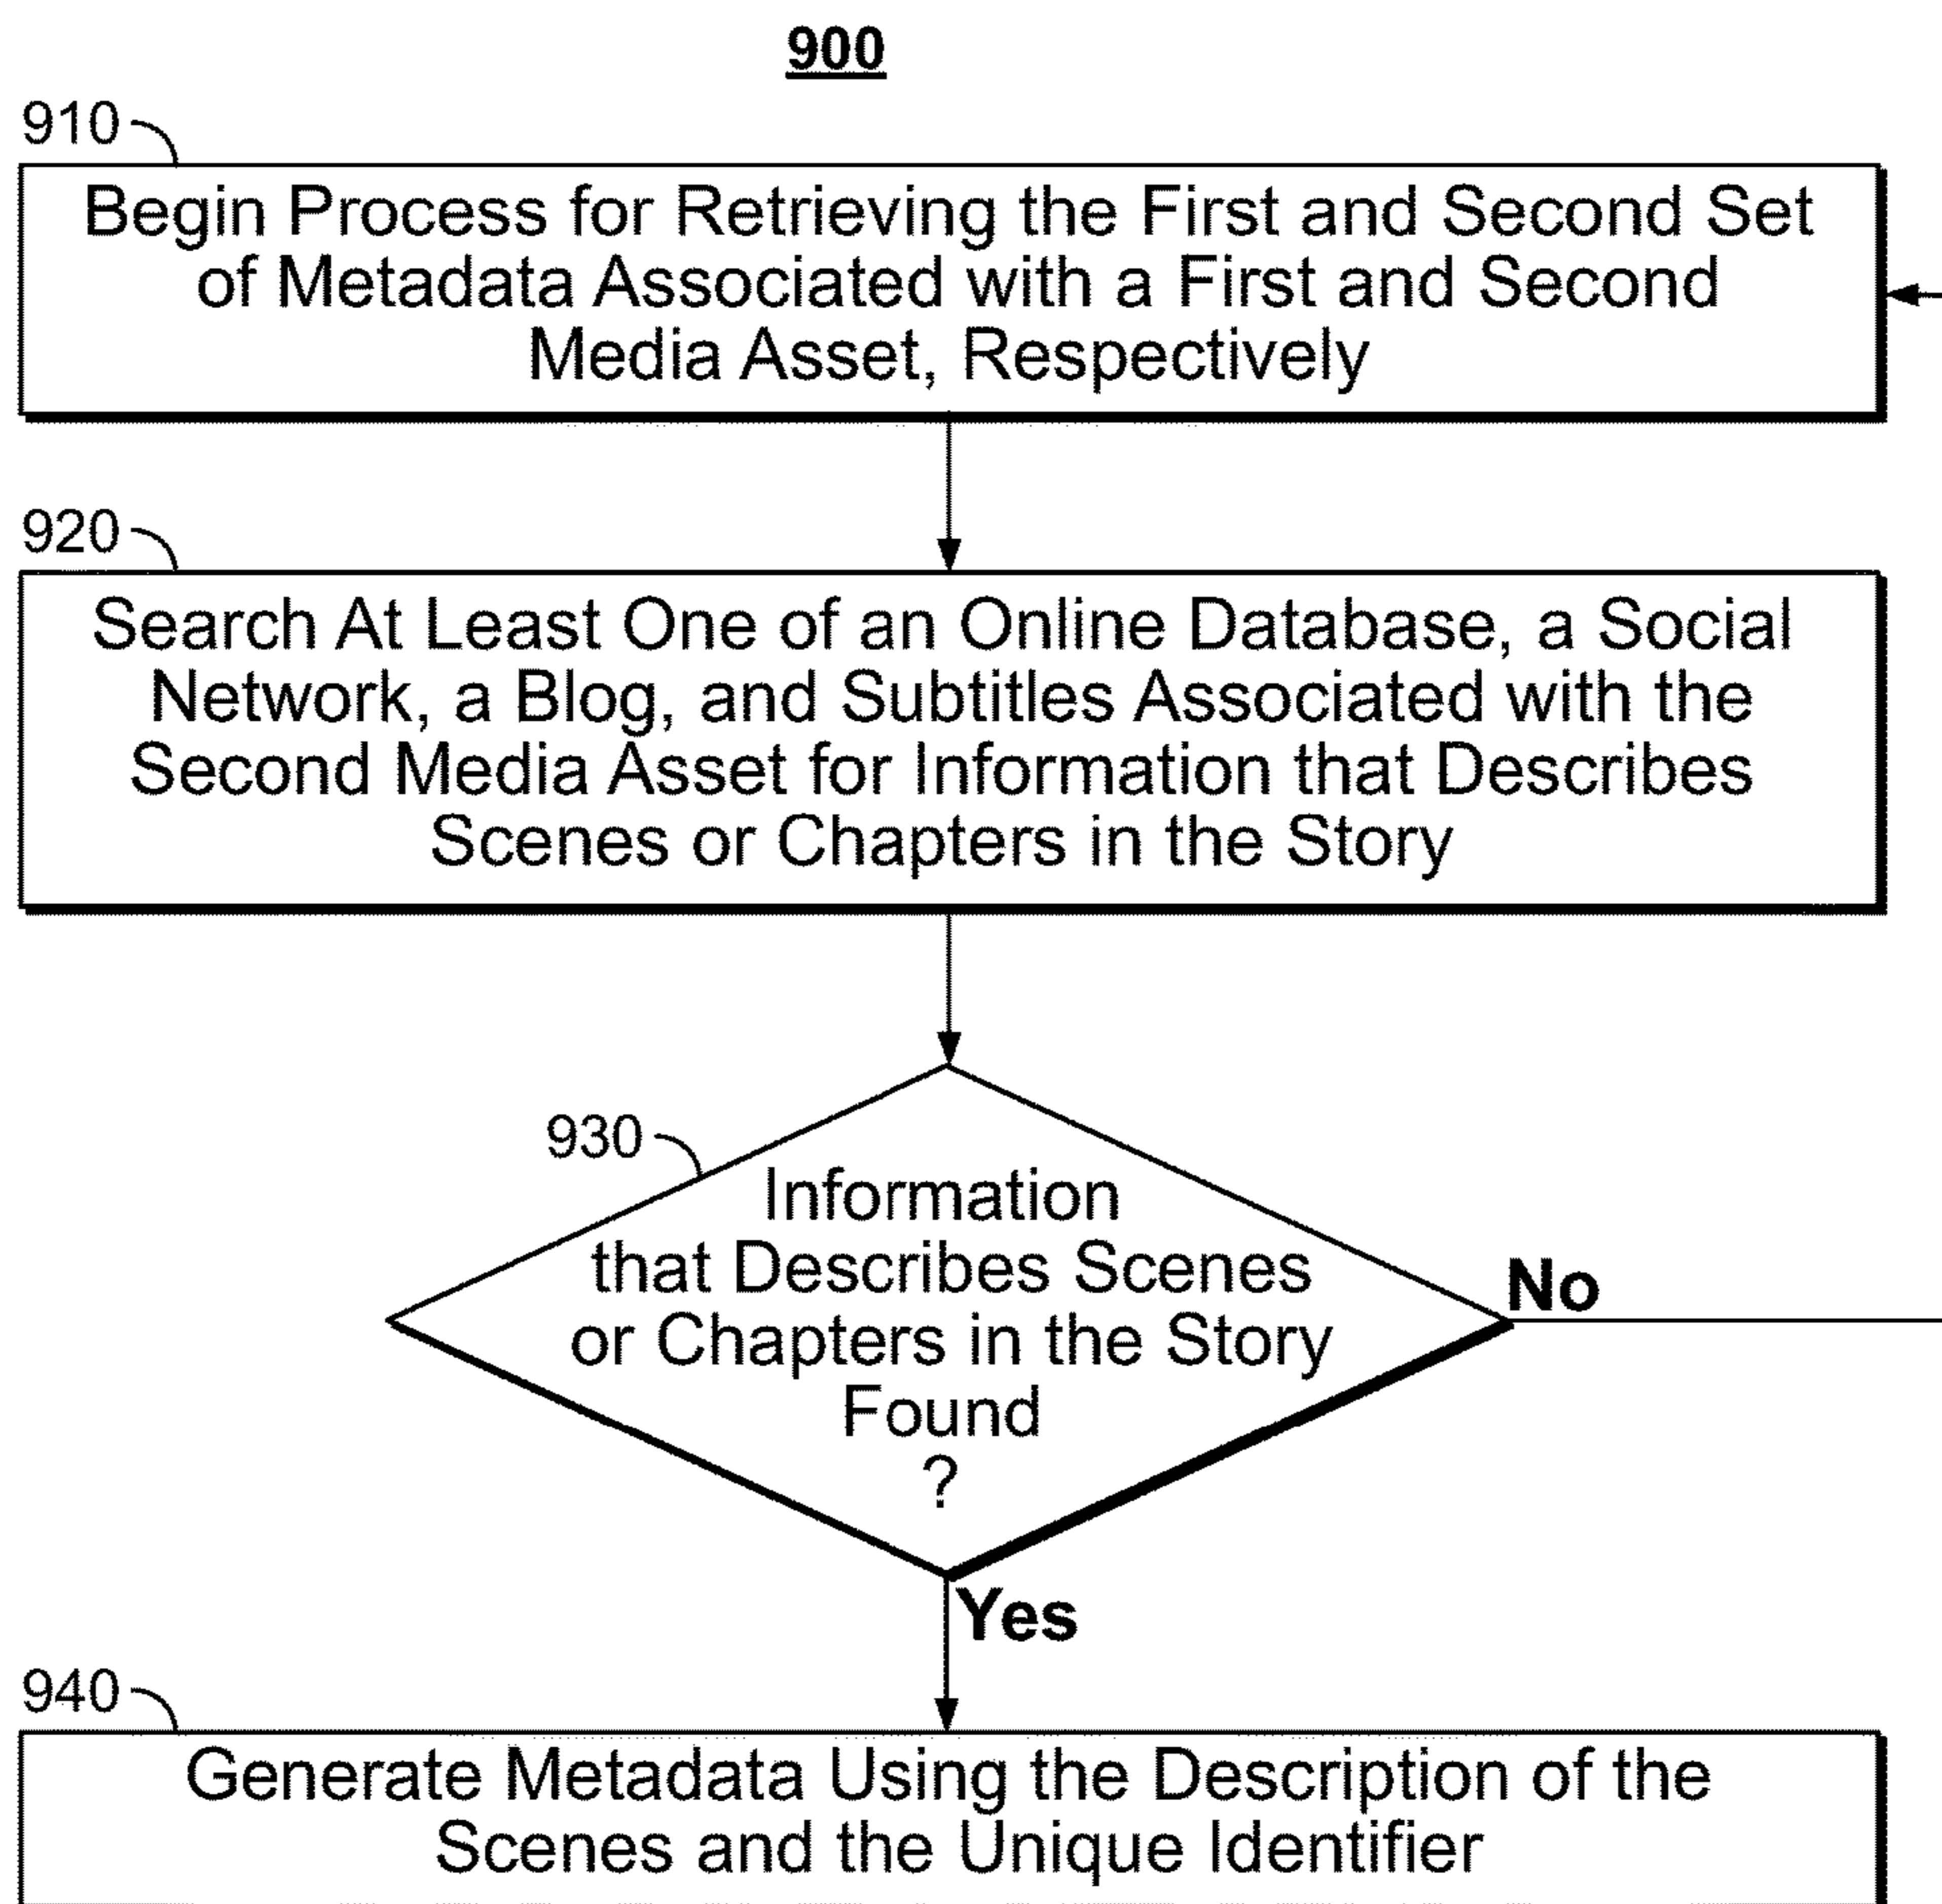 900
910
Begin Process for Retrieving the First and Second Set
of Metadata Associated with a First and Second
Media Asset, Respectively
920
Search At Least One of an Online Database, a Social
Network, a Blog, and Subtitles Associated with the
Second Media Asset for Information that Describes
Scenes or Chapters in the Story
930
Information
that Describes Scenes
or Chapters in the Story
Found
?
No
Yes
940
Generate Metadata Using the Description of the
Scenes and the Unique Identifier